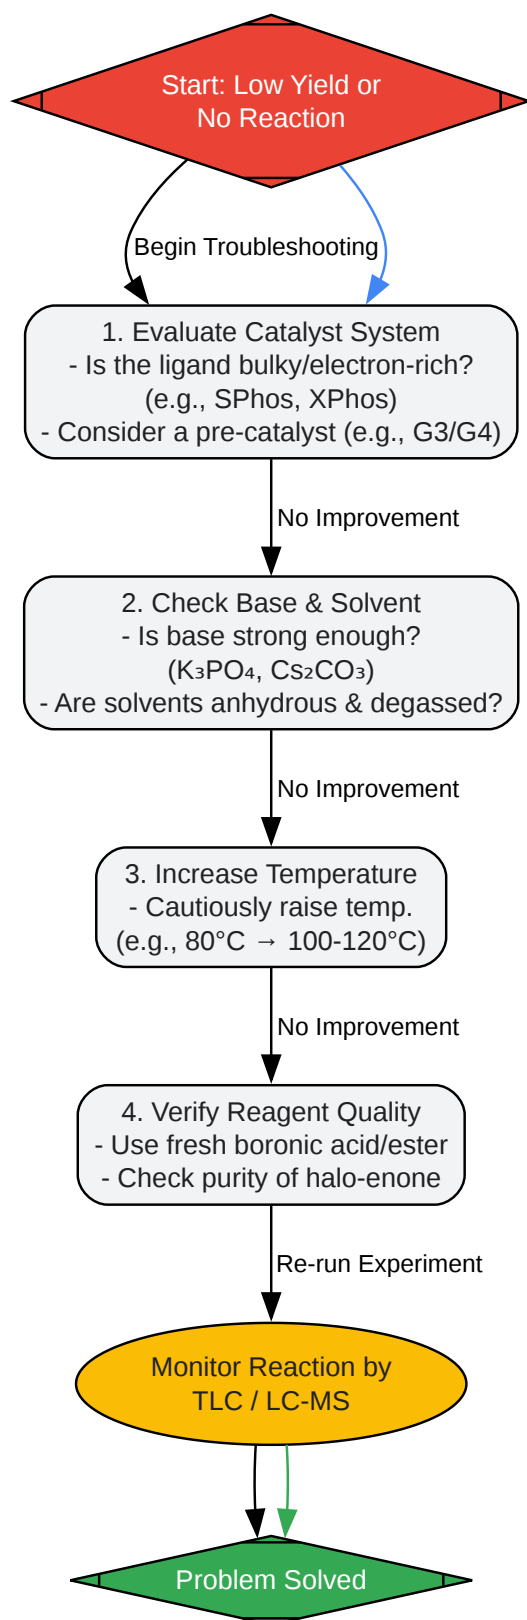 Start: Low Yield or
No Reaction
Begin Troubleshooting
1. Evaluate Catalyst System
- Is the ligand bulky/electron-rich?
(e.g., SPhos, XPhos)
- Consider a pre-catalyst (e.g., G3/G4)
No Improvement
2. Check Base & Solvent
- Is base strong enough?
(K₃PO₄, Cs₂CO₃)
- Are solvents anhydrous & degassed?
No Improvement
3. Increase Temperature
- Cautiously raise temp.
(e.g., 80°C → 100-120°C)
No Improvement
4. Verify Reagent Quality
- Use fresh boronic acid/ester
- Check purity of halo-enone
Re-run Experiment
Monitor Reaction by
TLC / LC-MS
Problem Solved